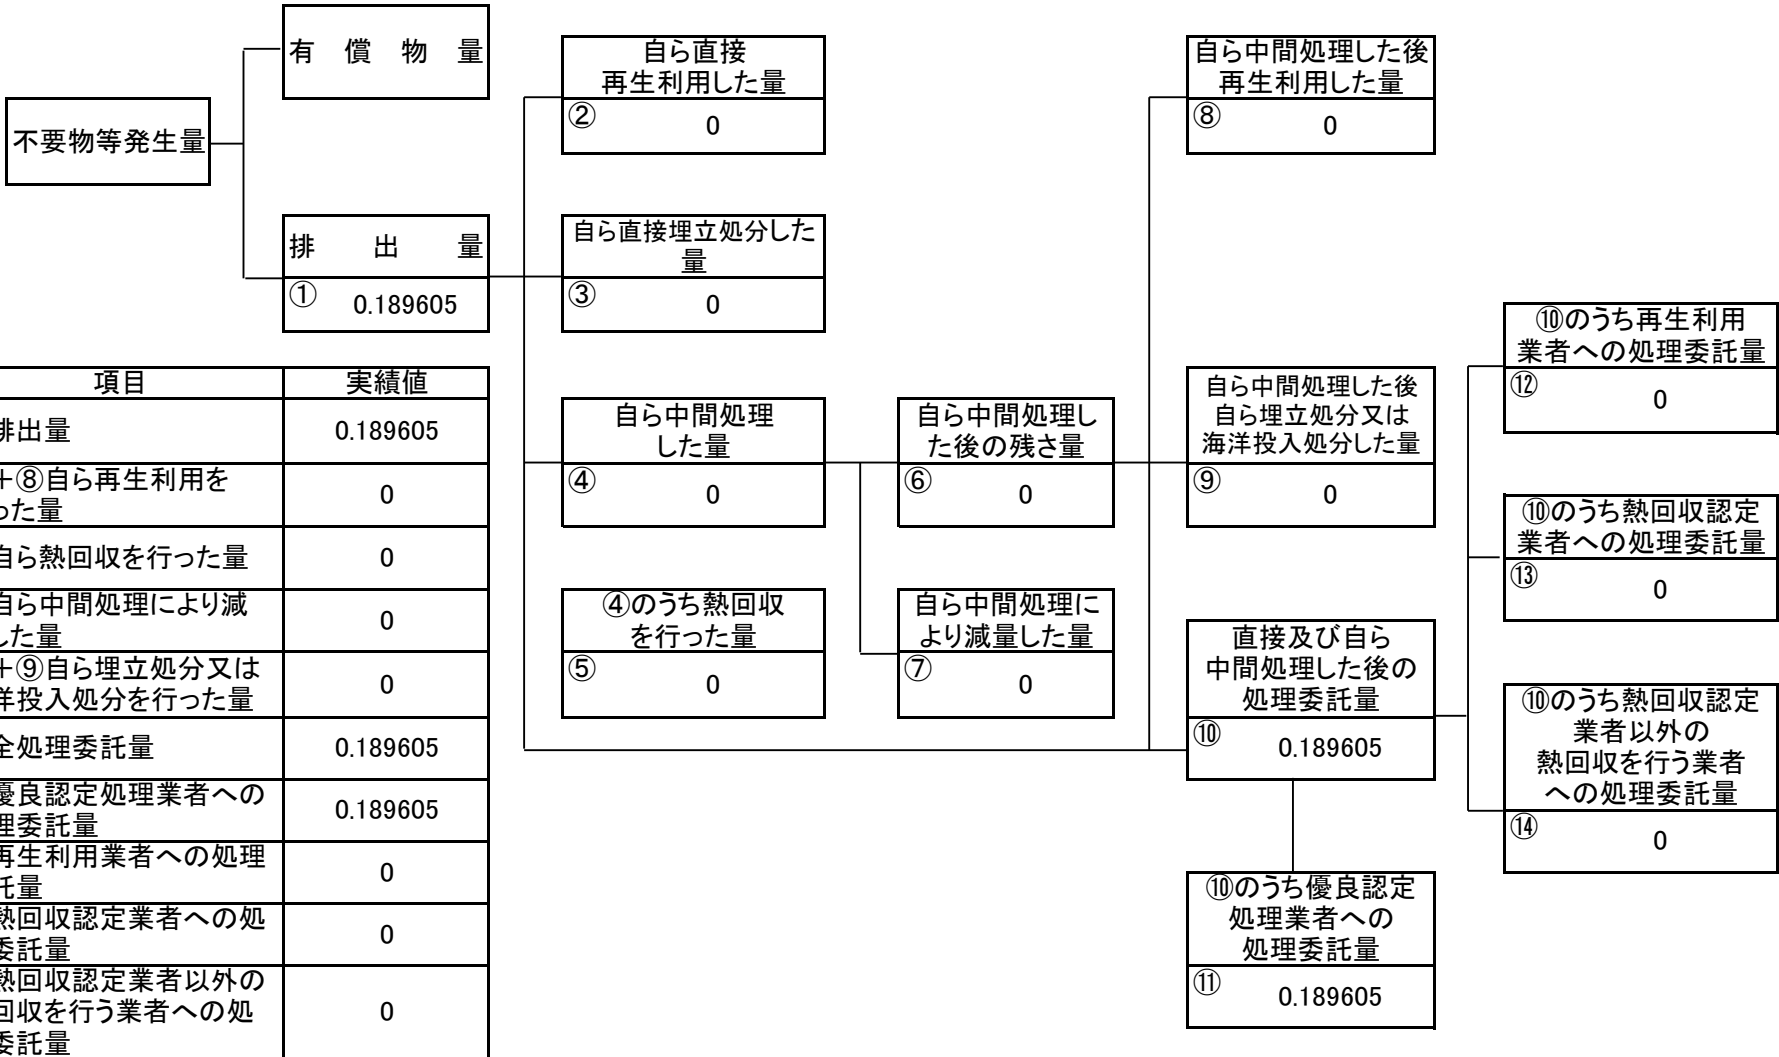 有 償 物 量
不要物等発生量
排 出 量
① 0.189605
自ら直接
再生利用した量
② 0
自ら直接埋立処分した
量
③ 0
自ら中間処理
した量
④ 0
④のうち熱回収
を行った量
⑤ 0
自ら中間処理し
た後の残さ量
⑥ 0
自ら中間処理に
より減量した量
⑦ 0
自ら中間処理した後
再生利用した量
⑧ 0
自ら中間処理した後
自ら埋立処分又は
海洋投入処分した量
⑨ 0
直接及び自ら
中間処理した後の
処理委託量
⑩ 0.189605
⑩のうち優良認定
処理業者への
処理委託量
⑪ 0.189605
⑩のうち再生利用
業者への処理委託量
⑫ 0
⑩のうち熱回収認定
業者への処理委託量
⑬ 0
⑩のうち熱回収認定
業者以外の
熱回収を行う業者
への処理委託量
⑭ 0
項目 実績値
排出量 0.189605
+⑧自ら再生利用を
った量 0
自ら熱回収を行った量 0
自ら中間処理により減
した量 0
+⑨自ら埋立処分又は
洋投入処分を行った量 0
全処理委託量 0.189605
優良認定処理業者への
理委託量 0.189605
再生利用業者への処理
託量 0
熱回収認定業者への処
委託量 0
熱回収認定業者以外の
回収を行う業者への処
委託量 0